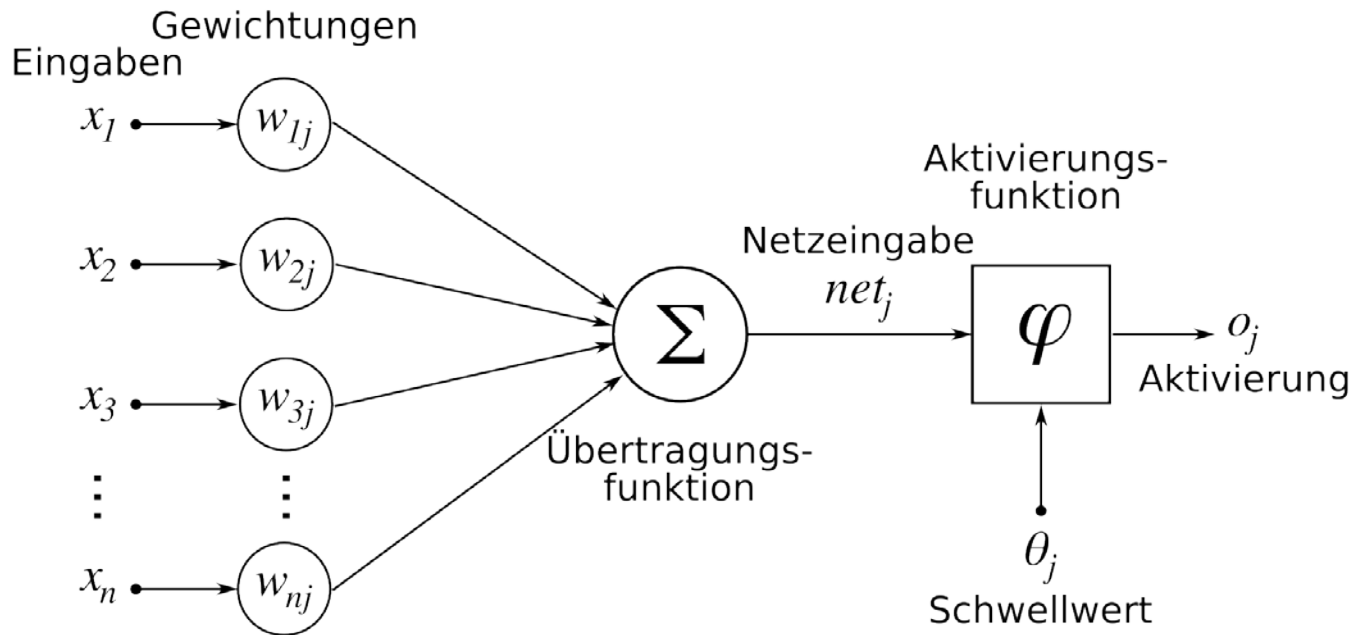 Gewichtungen
Eingaben
x1
w1j
x2
w2j
x3
w3j
⋮ ⋮
xn
wnj
Σ
Übertragungs-
funktion
Netzeingabe
netj
Aktivierungs-
funktion
φ
oj
Aktivierung
θj
Schwellwert